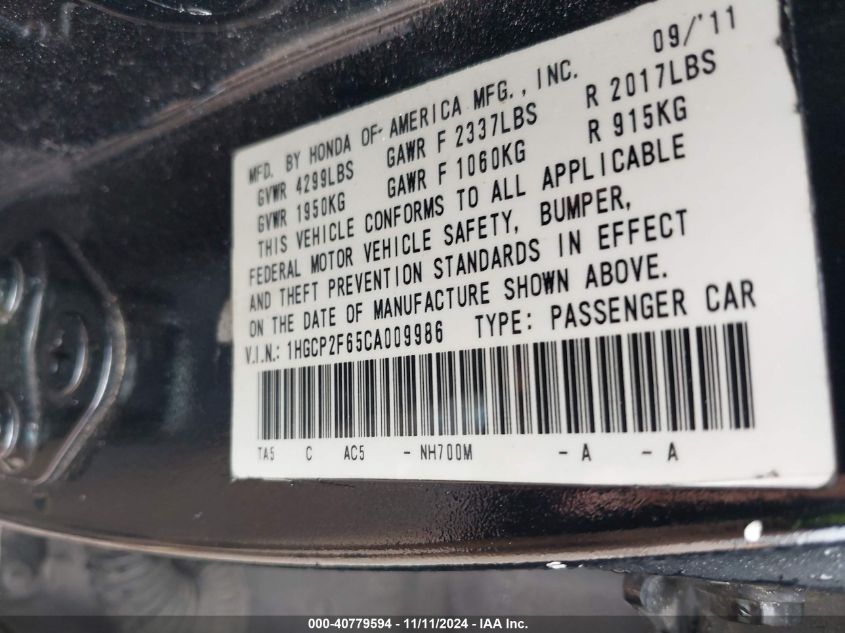 09/'11
MFD. BY HONDA OF AMERICA MFG., INC.
GVWR 4299LBS GAWR F 2337LBS R 2017LBS
GVWR 1950KG GAWR F 1060KG R 915KG
THIS VEHICLE CONFORMS TO ALL APPLICABLE
FEDERAL MOTOR VEHICLE SAFETY, BUMPER,
AND THEFT PREVENTION STANDARDS IN EFFECT
ON THE DATE OF MANUFACTURE SHOWN ABOVE.
V.I.N.: 1HGCP2F65CA009986 TYPE: PASSENGER CAR
TA5 C AC5 - NH700M - A - A
000-40779594 - 11/11/2024 - IAA Inc.